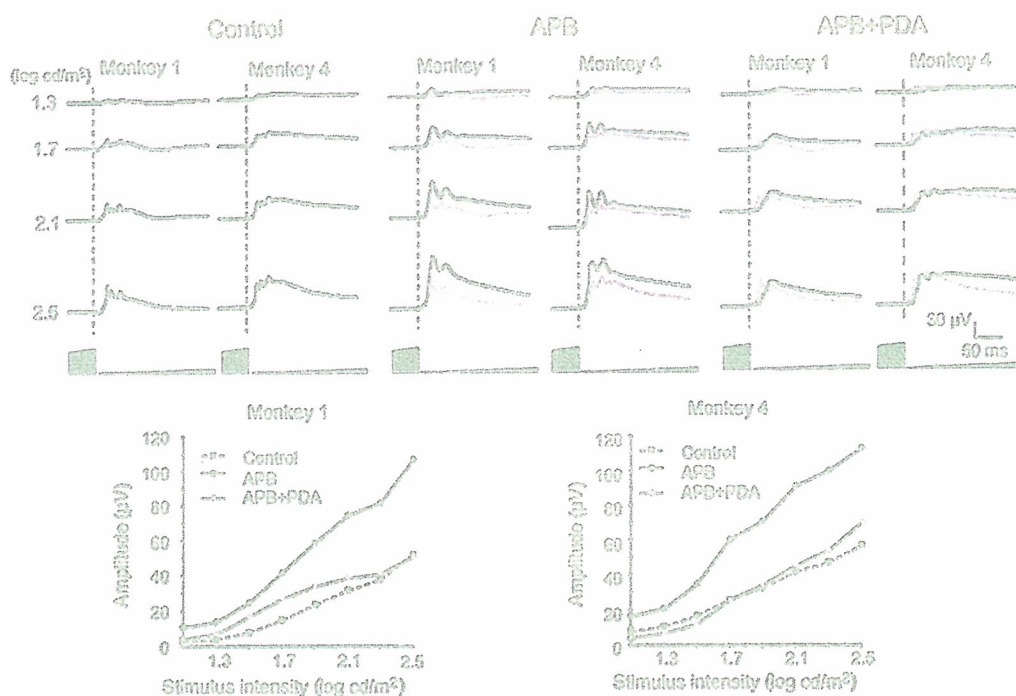 Control APB APB+PDA
(log cd/m²) Monkey 1 Monkey 4 Monkey 1 Monkey 4 Monkey 1 Monkey 4
1.3
1.7
2.1
2.5
30 µV
50 ms
Monkey 1
120
100
80
60
40
20
0
Amplitude (µV)
Control
APB
APB+PDA
1.3 1.7 2.1 2.5
Stimulus intensity (log cd/m²)
Monkey 4
120
100
80
60
40
20
0
Amplitude (µV)
Control
APB
APB+PDA
1.3 1.7 2.1 2.5
Stimulus intensity (log cd/m²)